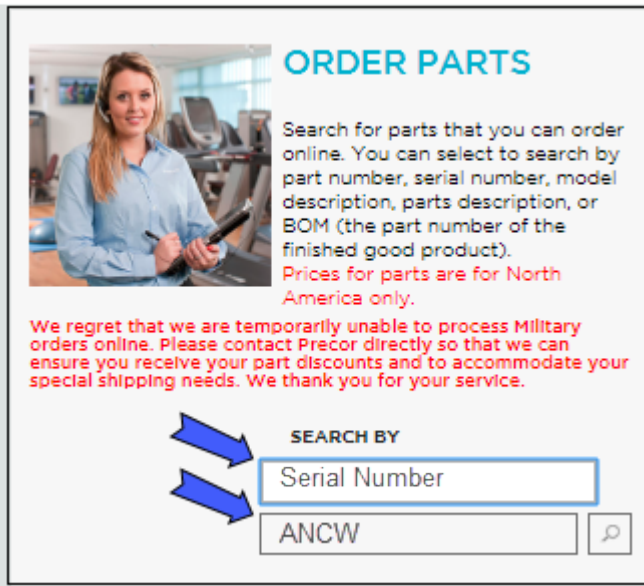 ORDER PARTS
Search for parts that you can order
online. You can select to search by
part number, serial number, model
description, parts description, or
BOM (the part number of the
finished good product).
Prices for parts are for North
America only.
We regret that we are temporarily unable to process Military
orders online. Please contact Precor directly so that we can
ensure you receive your part discounts and to accommodate your
special shipping needs. We thank you for your service.
SEARCH BY
Serial Number
ANCW